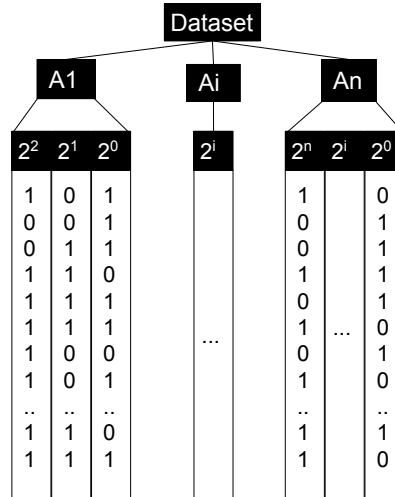 Dataset
A1 Ai An
2² 2¹ 2⁰ 2ⁱ 2ⁿ 2ⁱ 2⁰
1 0 1 1 0
0 0 1 0 1
0 1 1 0 1
1 1 0 1 1
1 1 1 0 1
1 1 1 ... 1 ... 0
1 0 0 0 1
1 0 1 1 0
.. .. .. .. ..
1 1 0 1 1
1 1 1 1 0